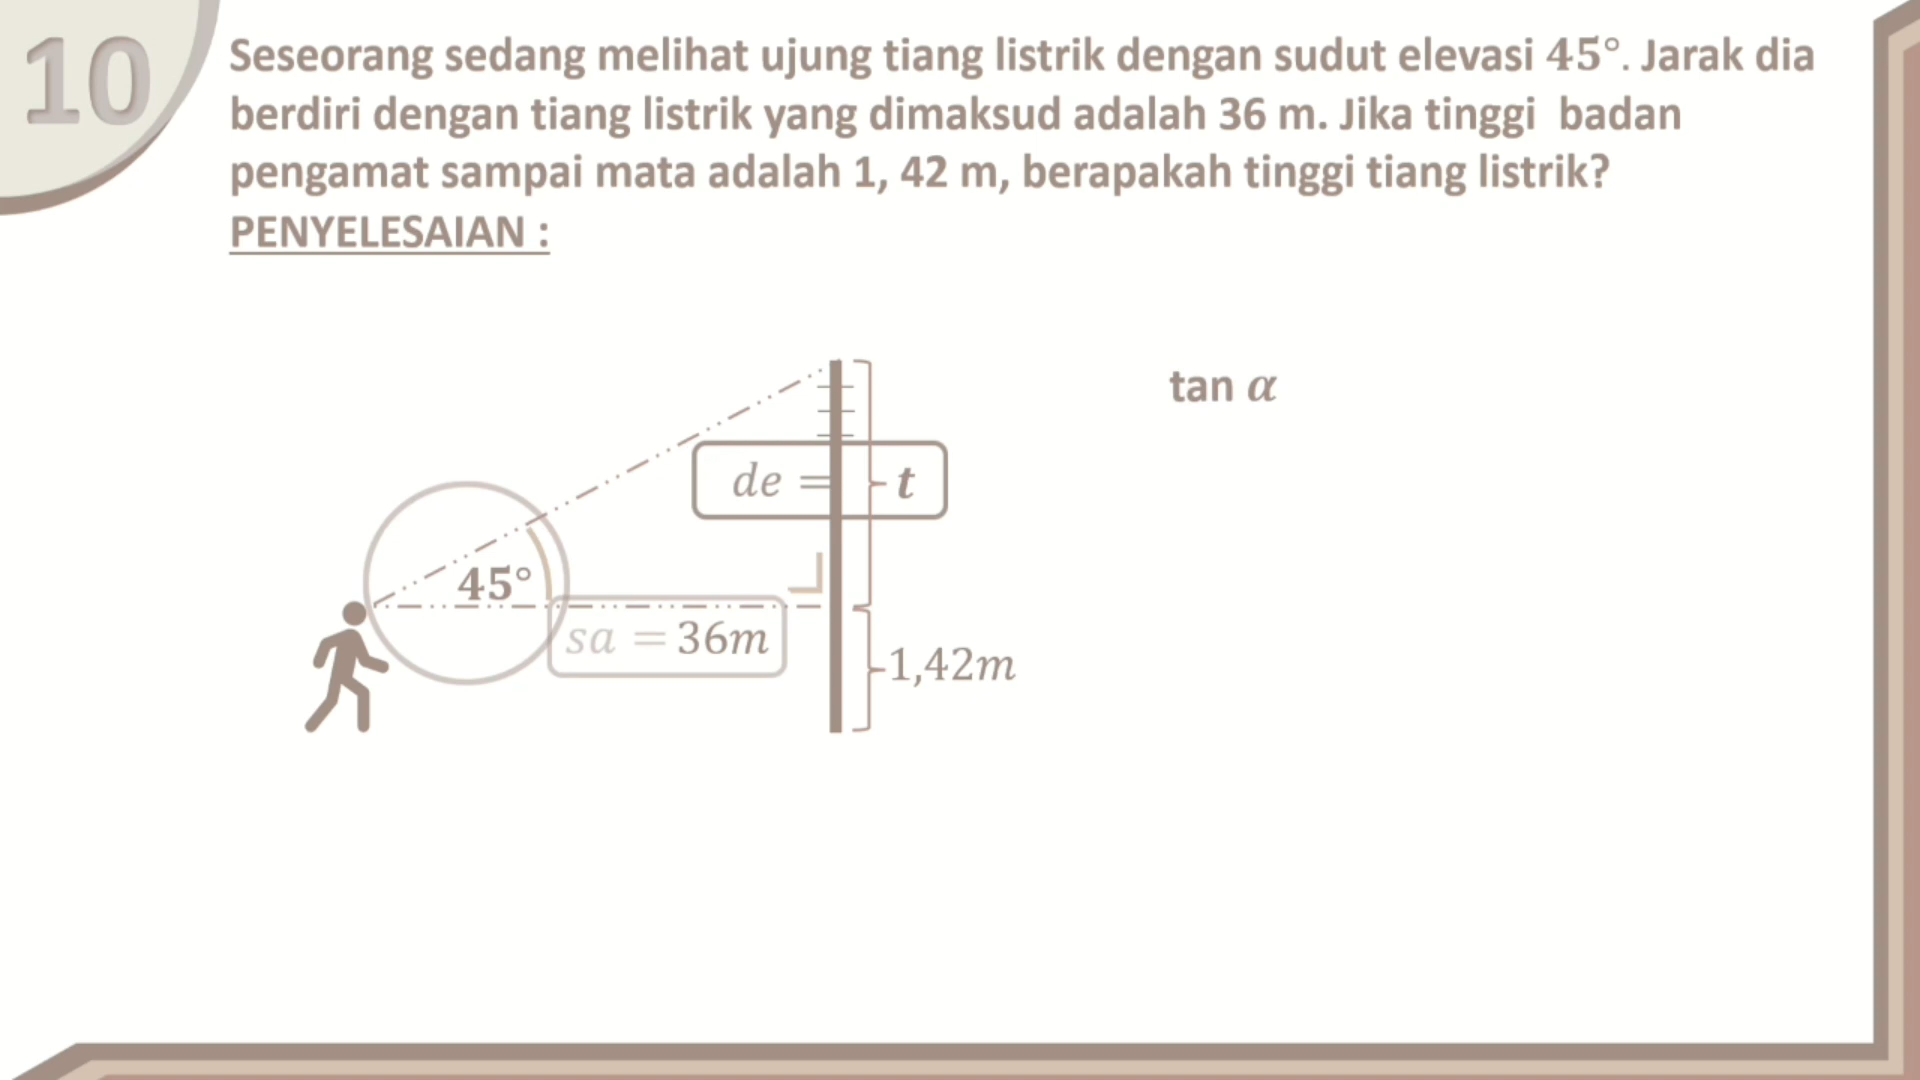 10
Seseorang sedang melihat ujung tiang listrik dengan sudut elevasi 45°. Jarak dia
berdiri dengan tiang listrik yang dimaksud adalah 36 m. Jika tinggi badan
pengamat sampai mata adalah 1, 42 m, berapakah tinggi tiang listrik?
PENYELESAIAN :
tan α
de = t
45°
sa = 36m
1,42m